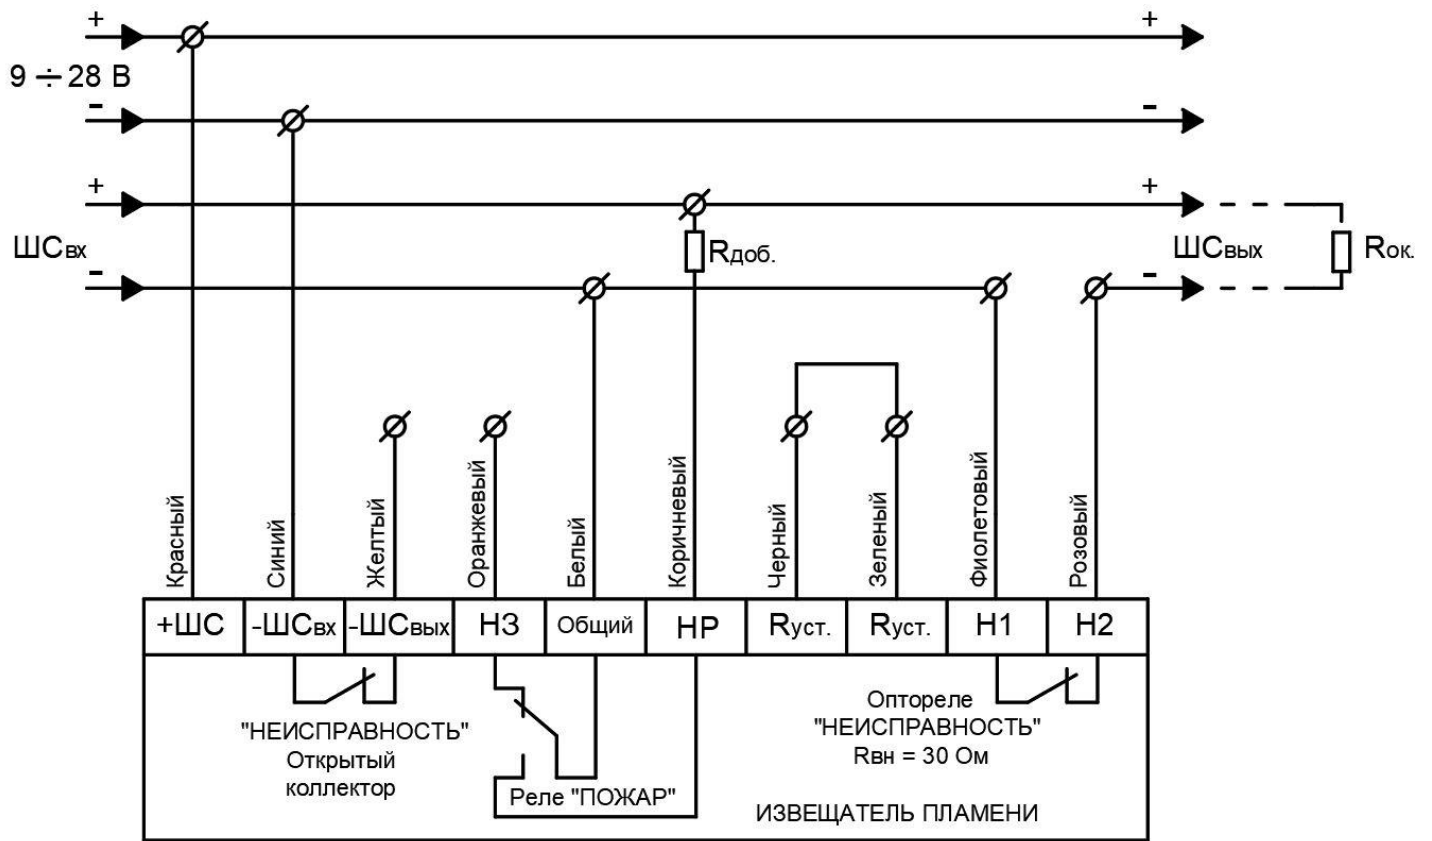 + +
9 ÷ 28 В
- -
+ +
ШСвх Rдоб. ШСвых Rок.
- -
Красный
Синий
Желтый
Оранжевый
Белый
Коричневый
Черный
Зеленый
Фиолетовый
Розовый
+ШС -ШСвх -ШСвых НЗ Общий НР Rуст. Rуст. Н1 Н2
"НЕИСПРАВНОСТЬ"
Открытый
коллектор
Реле "ПОЖАР"
Оптореле
"НЕИСПРАВНОСТЬ"
Rвн = 30 Ом
ИЗВЕЩАТЕЛЬ ПЛАМЕНИ